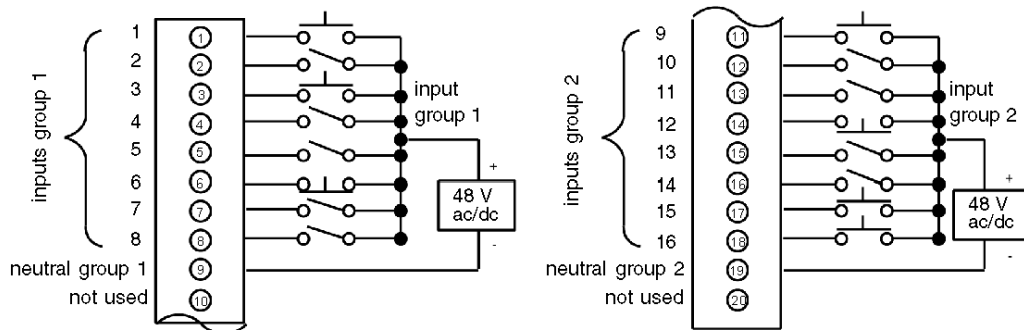 inputs group 1
1 1
2 2
3 3
4 4
5 5
6 6
7 7
8 8
neutral group 1 9
not used 10
input
group 1
+
48 V
ac/dc
-
inputs group 2
9 11
10 12
11 13
12 14
13 15
14 16
15 17
16 18
neutral group 2 19
not used 20
input
group 2
+
48 V
ac/dc
-